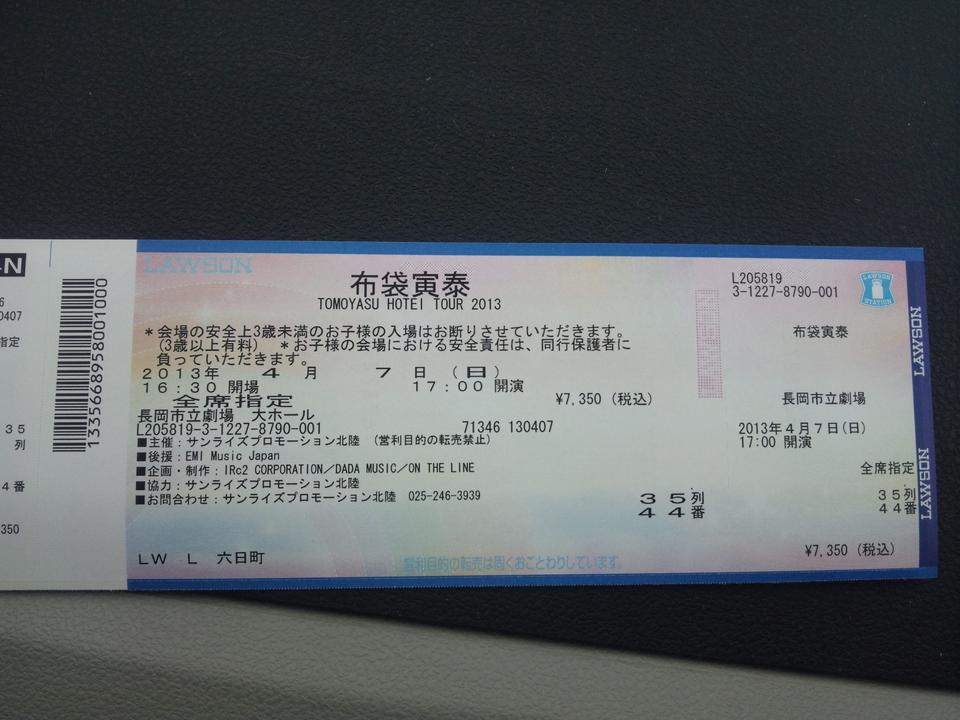 N
6
0407
指定
35
列
4番
350
1335668958001000
LAWSON
布袋寅泰
TOMOYASU HOTEI TOUR 2013
＊会場の安全上3歳未満のお子様の入場はお断りさせていただきます。
（3歳以上有料） ＊お子様の会場における安全責任は、同行保護者に
負っていただきます。
2013年 4月 7日（日）
16:30 開場 17:00 開演
全席指定 ¥7,350（税込）
長岡市立劇場 大ホール
L205819-3-1227-8790-001 71346 130407
■主催：サンライズプロモーション北陸 （営利目的の転売禁止）
■後援：EMI Music Japan
■企画・制作：IRc2 CORPORATION／DADA MUSIC／ON THE LINE
■協力：サンライズプロモーション北陸
■お問合わせ：サンライズプロモーション北陸 025-246-3939
35列
44番
LW L 六日町
営利目的の転売は固くおことわりしています。
L205819
3-1227-8790-001
LAWSON STATION
布袋寅泰
長岡市立劇場
2013年4月7日(日)
17:00 開演
全席指定
35列
44番
¥7,350（税込）
LAWSON
LAWSON